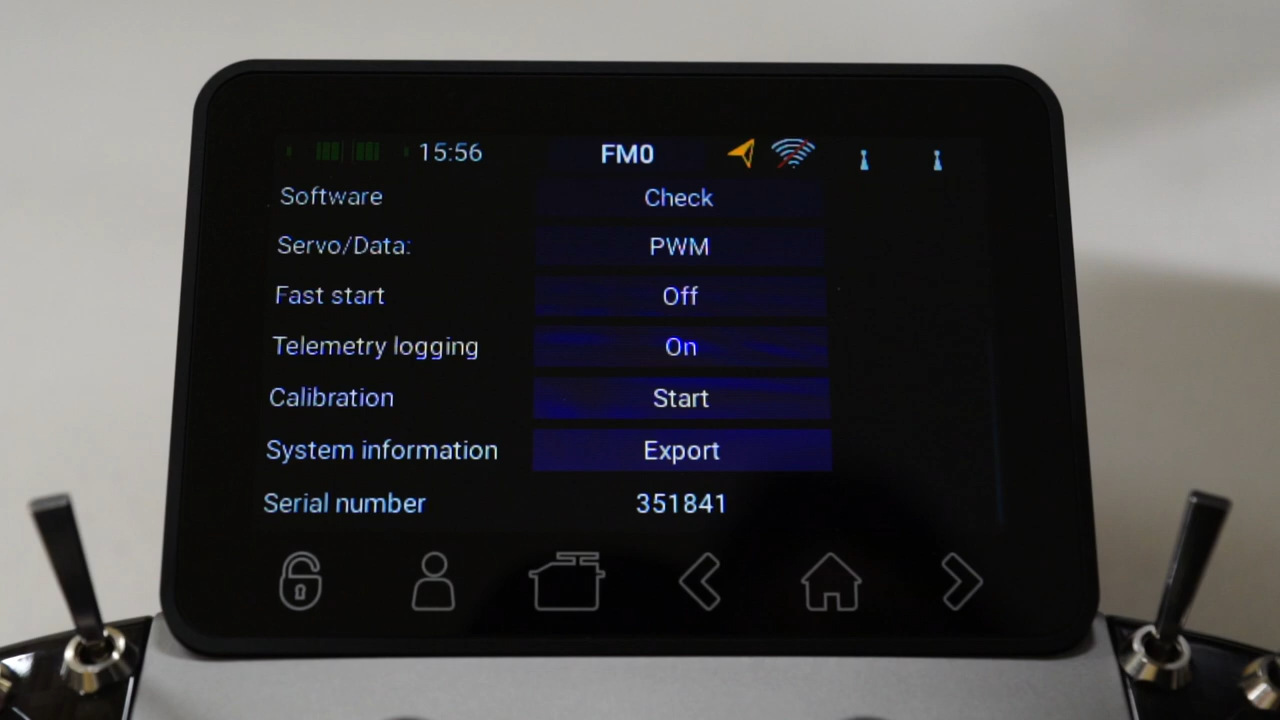 15:56 FM0
Software Check
Servo/Data: PWM
Fast start Off
Telemetry logging On
Calibration Start
System information Export
Serial number 351841